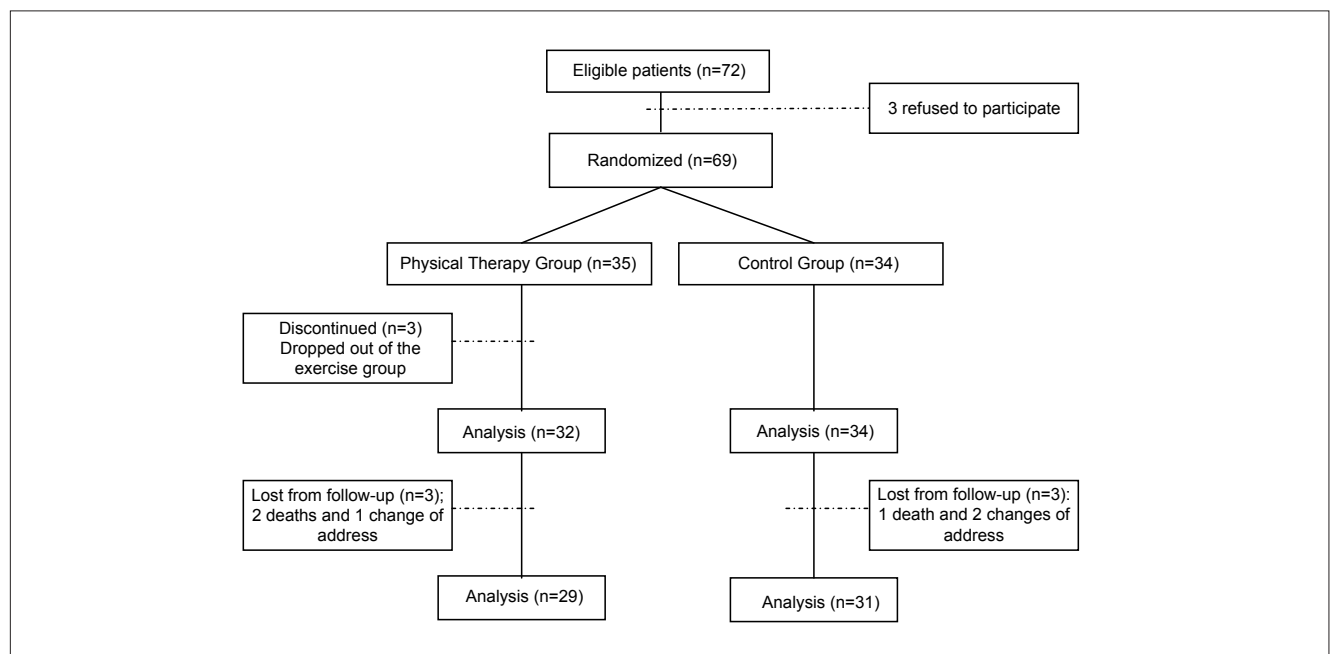 Eligible patients (n=72)
3 refused to participate
Randomized (n=69)
Physical Therapy Group (n=35)
Control Group (n=34)
Discontinued (n=3)
Dropped out of the
exercise group
Analysis (n=32)
Analysis (n=34)
Lost from follow-up (n=3);
2 deaths and 1 change of
address
Lost from follow-up (n=3):
1 death and 2 changes of
address
Analysis (n=29)
Analysis (n=31)